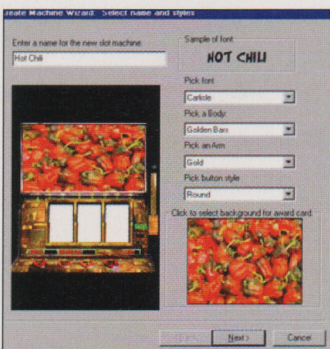 Create Machine Wizard: Select name and styles
Enter a name for the new slot machine:
Hot Chili
Sample of font
HOT CHILI
Pick font
Carlisle
Pick a Body:
Golden Bars
Pick an Arm
Gold
Pick button style
Round
Click to select background for award card
< Back
Next >
Cancel